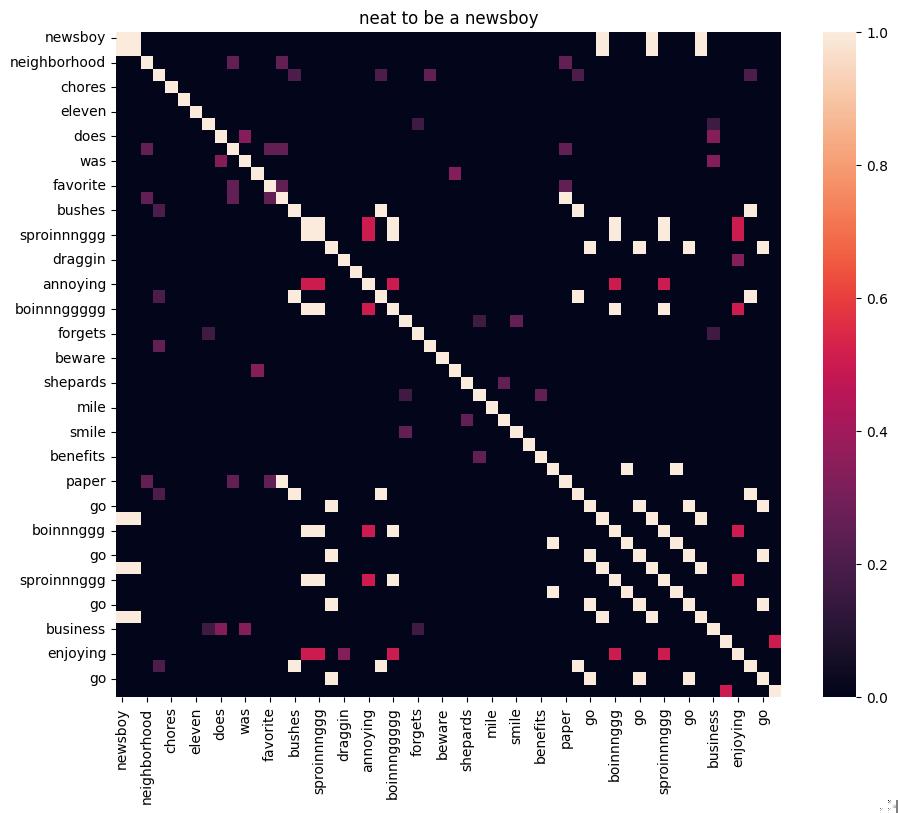 neat to be a newsboy
newsboy
neighborhood
chores
eleven
does
was
favorite
bushes
sproinnnggg
draggin
annoying
boinnnggggg
forgets
beware
shepards
mile
smile
benefits
paper
go
boinnnggg
go
sproinnnggg
go
business
enjoying
go
1.0
0.8
0.6
0.4
0.2
0.0
newsboy
neighborhood
chores
eleven
does
was
favorite
bushes
sproinnnggg
draggin
annoying
boinnnggggg
forgets
beware
shepards
mile
smile
benefits
paper
go
boinnnggg
go
sproinnnggg
go
business
enjoying
go